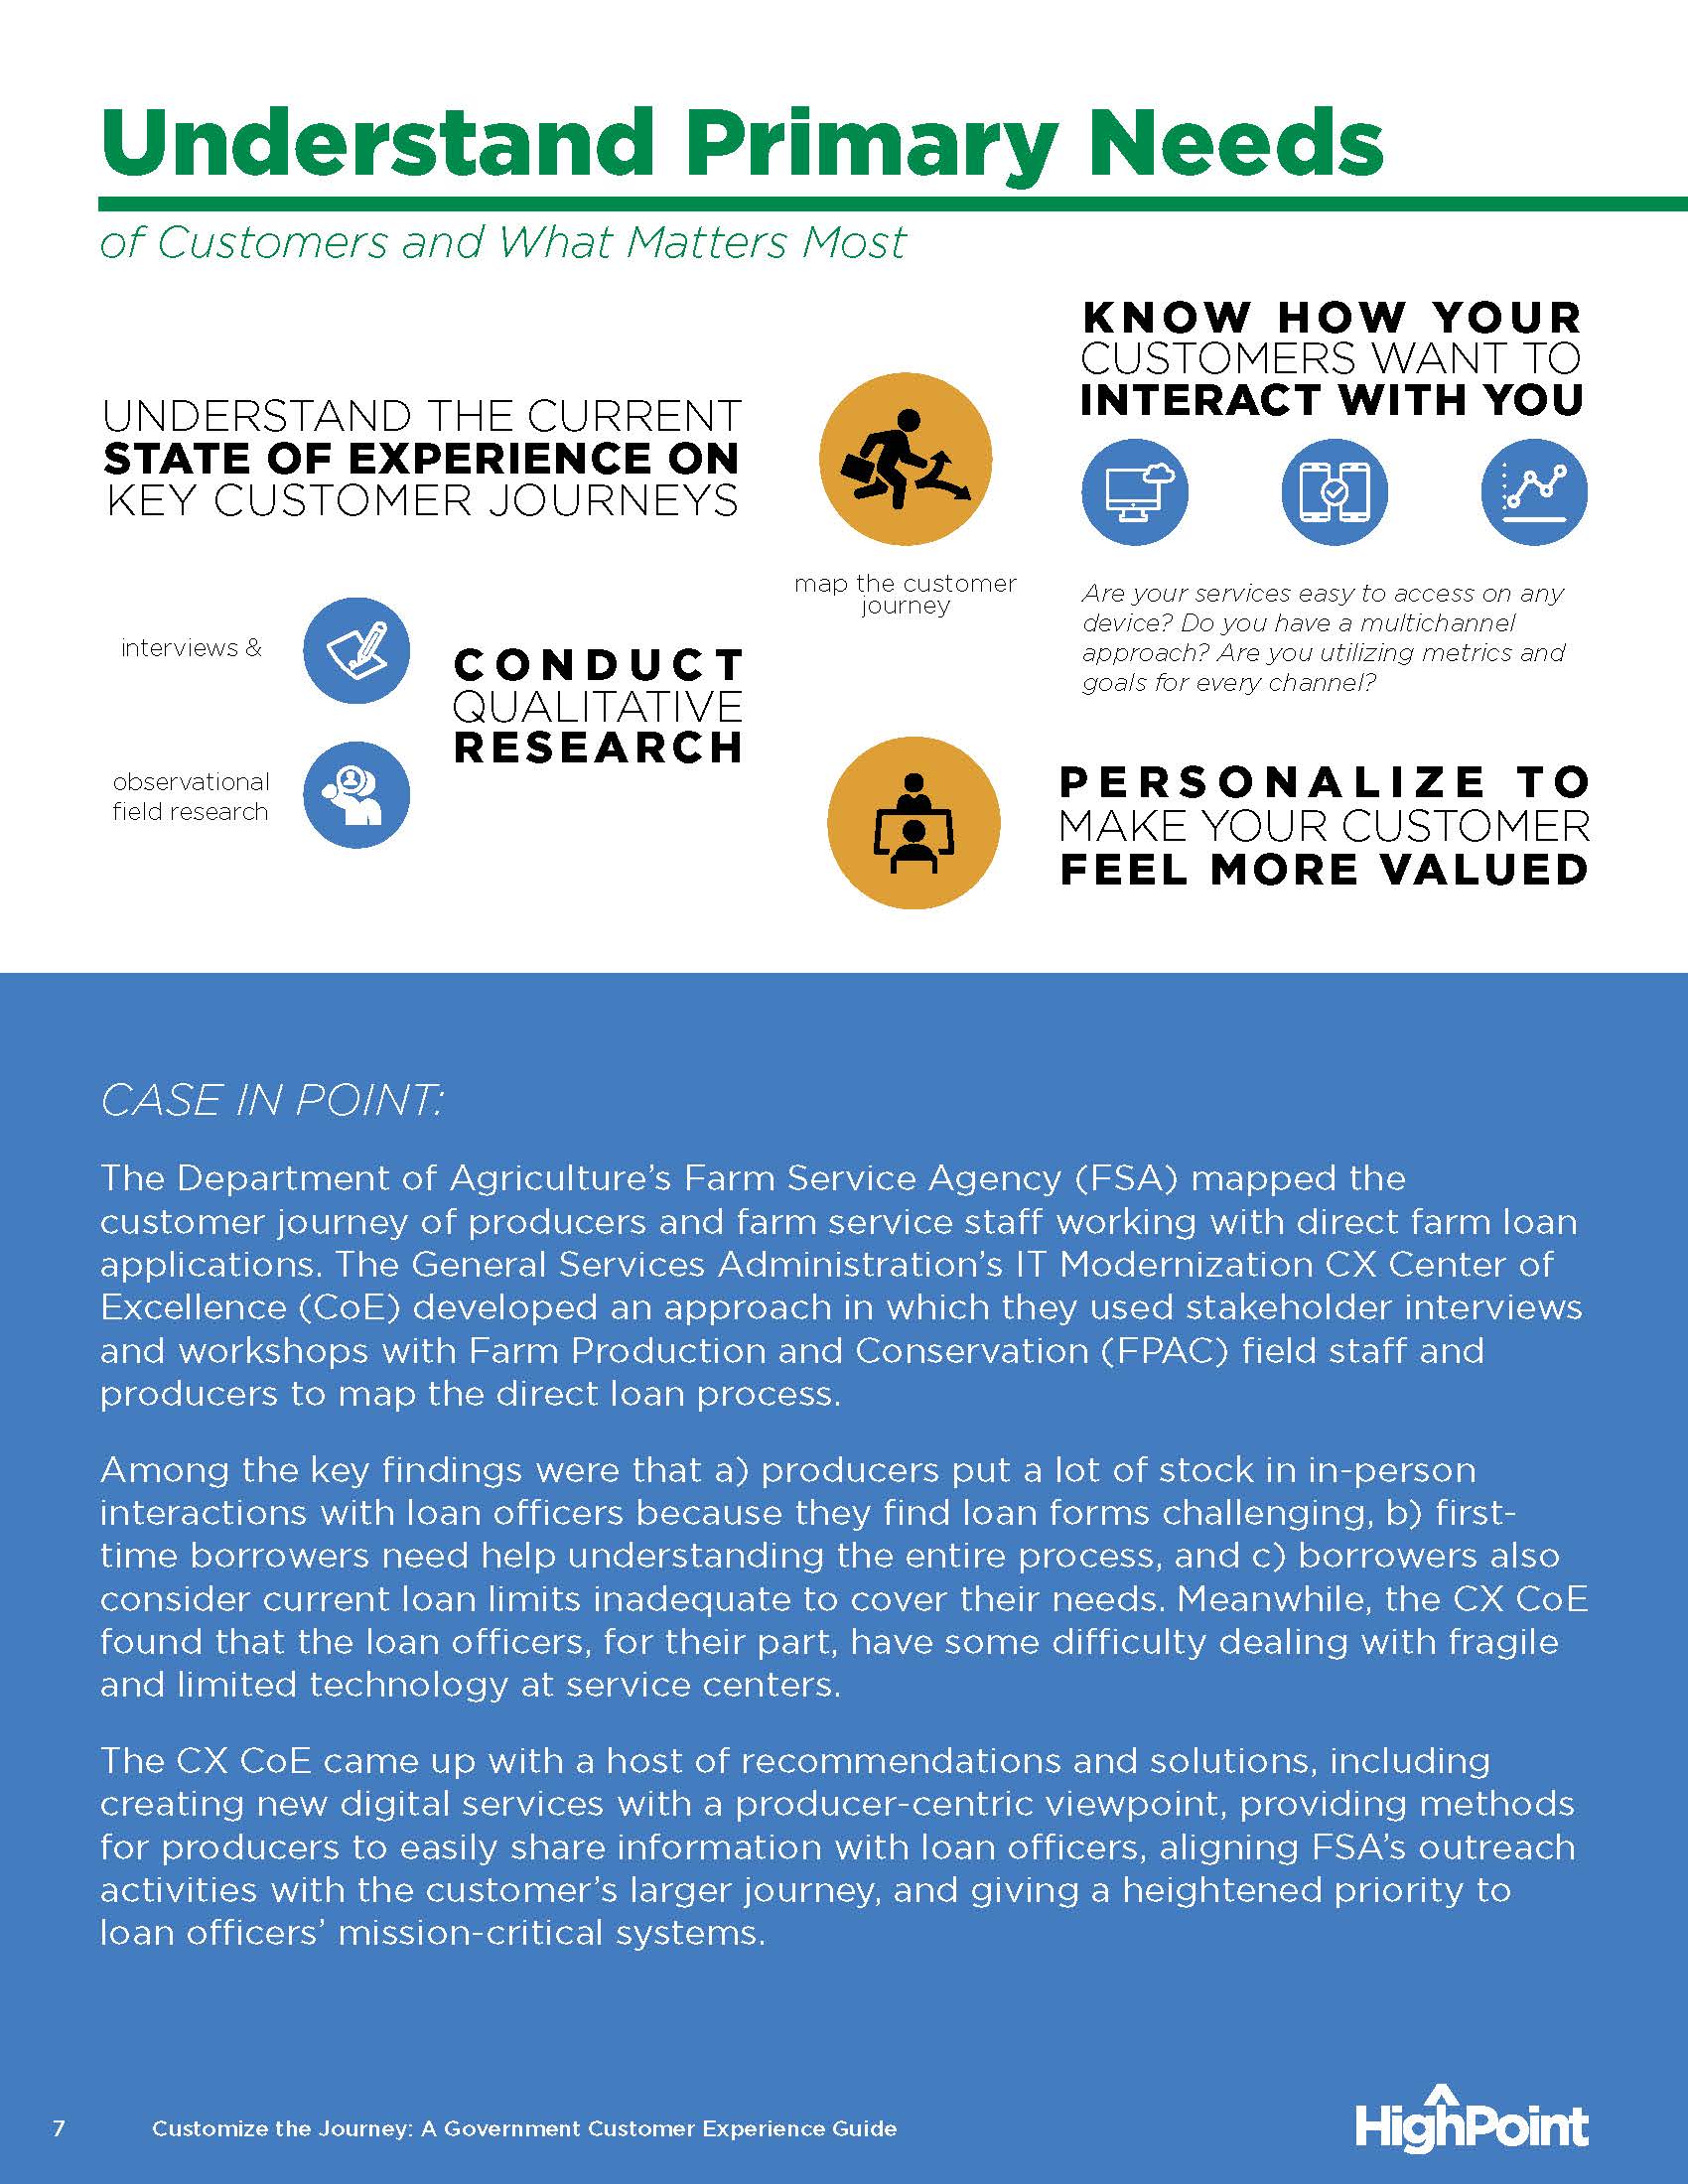 Understand Primary Needs
of Customers and What Matters Most
UNDERSTAND THE CURRENT
STATE OF EXPERIENCE ON
KEY CUSTOMER JOURNEYS
map the customer
journey
interviews &
observational
field research
CONDUCT
QUALITATIVE
RESEARCH
KNOW HOW YOUR
CUSTOMERS WANT TO
INTERACT WITH YOU
Are your services easy to access on any
device? Do you have a multichannel
approach? Are you utilizing metrics and
goals for every channel?
PERSONALIZE TO
MAKE YOUR CUSTOMER
FEEL MORE VALUED
CASE IN POINT:
The Department of Agriculture’s Farm Service Agency (FSA) mapped the
customer journey of producers and farm service staff working with direct farm loan
applications. The General Services Administration’s IT Modernization CX Center of
Excellence (CoE) developed an approach in which they used stakeholder interviews
and workshops with Farm Production and Conservation (FPAC) field staff and
producers to map the direct loan process.
Among the key findings were that a) producers put a lot of stock in in-person
interactions with loan officers because they find loan forms challenging, b) first-
time borrowers need help understanding the entire process, and c) borrowers also
consider current loan limits inadequate to cover their needs. Meanwhile, the CX CoE
found that the loan officers, for their part, have some difficulty dealing with fragile
and limited technology at service centers.
The CX CoE came up with a host of recommendations and solutions, including
creating new digital services with a producer-centric viewpoint, providing methods
for producers to easily share information with loan officers, aligning FSA’s outreach
activities with the customer’s larger journey, and giving a heightened priority to
loan officers’ mission-critical systems.
7 Customize the Journey: A Government Customer Experience Guide
HighPoint